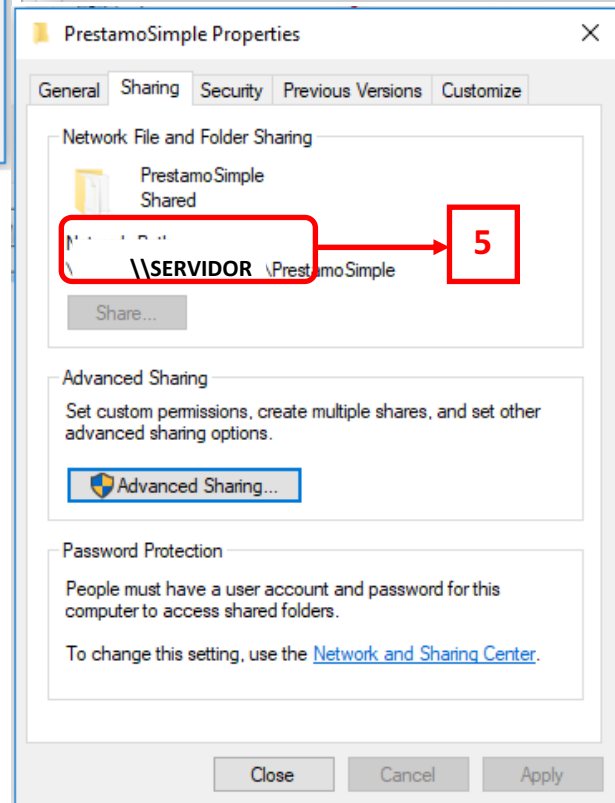 PrestamoSimple Properties
General Sharing Security Previous Versions Customize
Network File and Folder Sharing
PrestamoSimple
Shared
\\SERVIDOR \PrestamoSimple
5
Share...
Advanced Sharing
Set custom permissions, create multiple shares, and set other
advanced sharing options.
Advanced Sharing...
Password Protection
People must have a user account and password for this
computer to access shared folders.
To change this setting, use the Network and Sharing Center.
Close Cancel Apply